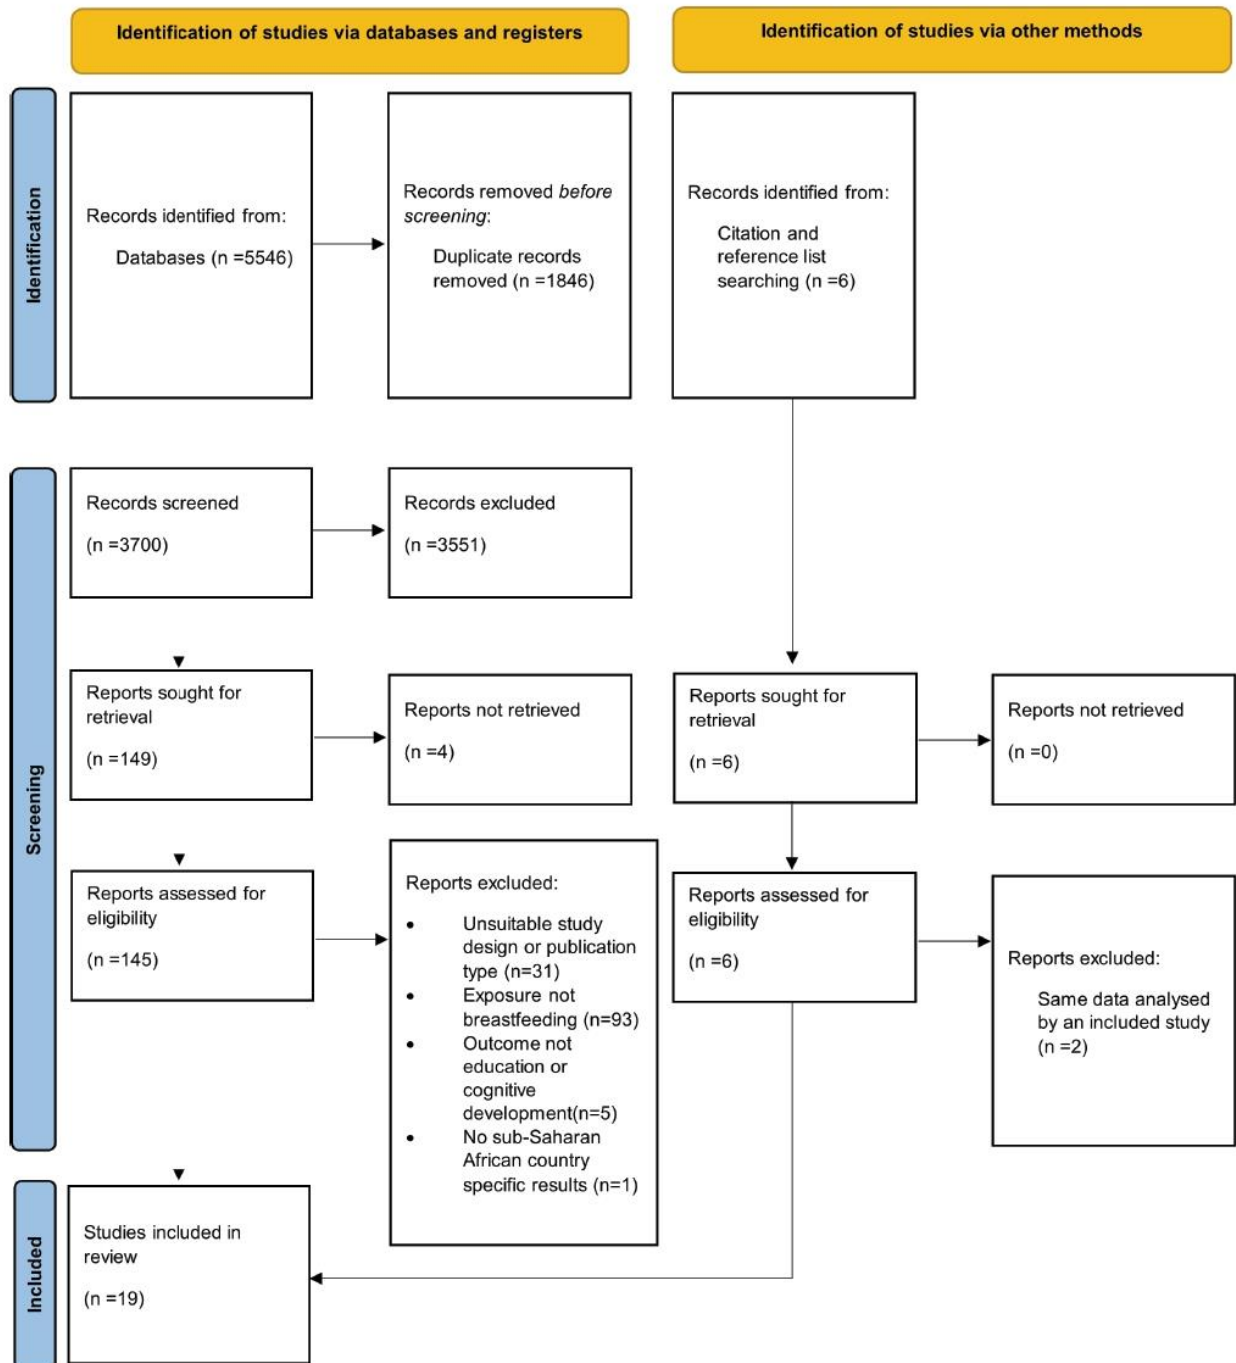 Identification of studies via databases and registers
Identification of studies via other methods
Identification
Records identified from:
Databases (n =5546)
Records removed before
screening:
Duplicate records
removed (n =1846)
Records identified from:
Citation and
reference list
searching (n =6)
Screening
Records screened
(n =3700)
Records excluded
(n =3551)
Reports sought for
retrieval
(n =149)
Reports not retrieved
(n =4)
Reports sought for
retrieval
(n =6)
Reports not retrieved
(n =0)
Reports assessed for
eligibility
(n =145)
Reports excluded:
• Unsuitable study
design or publication
type (n=31)
• Exposure not
breastfeeding (n=93)
• Outcome not
education or
cognitive
development(n=5)
• No sub-Saharan
African country
specific results (n=1)
Reports assessed for
eligibility
(n =6)
Reports excluded:
Same data analysed
by an included study
(n =2)
Included
Studies included in
review
(n =19)